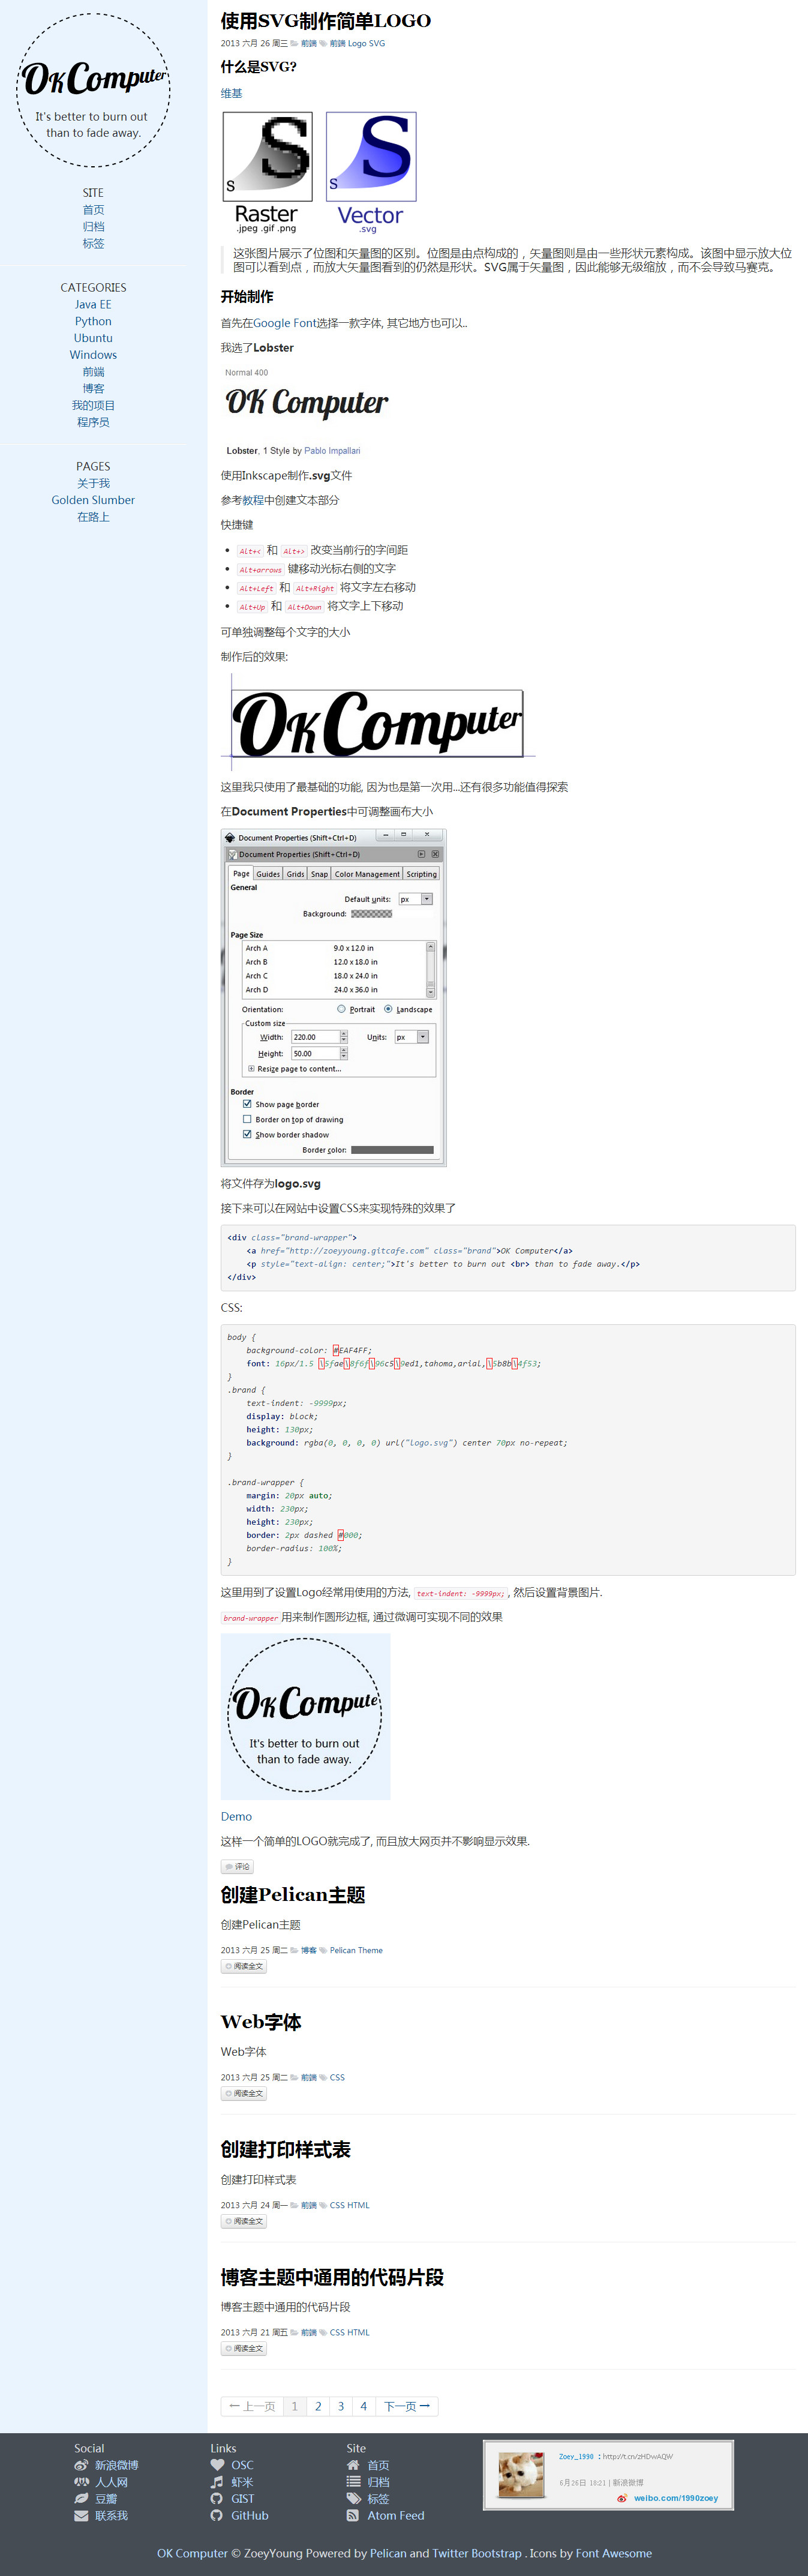 OKComputer
It's better to burn out
than to fade away.
SITE
首页
归档
标签
CATEGORIES
Java EE
Python
Ubuntu
Windows
前端
博客
我的项目
程序员
PAGES
关于我
Golden Slumber
在路上
使用SVG制作简单LOGO
2013 六月 26 周三 前端 前端 Logo SVG
什么是SVG?
维基
S S S S
Raster Vector
.jpeg .gif .png .svg
这张图片展示了位图和矢量图的区别。位图是由点构成的，矢量图则是由一些形状元素构成。该图中显示放大位
图可以看到点，而放大矢量图看到的仍然是形状。SVG属于矢量图，因此能够无级缩放，而不会导致马赛克。
开始制作
首先在Google Font选择一款字体, 其它地方也可以..
我选了Lobster
Normal 400
OK Computer
Lobster, 1 Style by Pablo Impallari
使用Inkscape制作.svg文件
参考教程中创建文本部分
快捷键
Alt+< 和 Alt+> 改变当前行的字间距
Alt+arrows 键移动光标右侧的文字
Alt+Left 和 Alt+Right 将文字左右移动
Alt+Up 和 Alt+Down 将文字上下移动
可单独调整每个文字的大小
制作后的效果:
OKComputer
这里我只使用了最基础的功能, 因为也是第一次用...还有很多功能值得探索
在Document Properties中可调整画布大小
Document Properties (Shift+Ctrl+D)
Document Properties (Shift+Ctrl+D)
Page Guides Grids Snap Color Management Scripting
General
Default units: px
Background:
Page Size
Arch A 9.0 x 12.0 in
Arch B 12.0 x 18.0 in
Arch C 18.0 x 24.0 in
Arch D 24.0 x 36.0 in
Orientation: Portrait Landscape
Custom size
Width: 220.00 Units: px
Height: 50.00
Resize page to content...
Border
Show page border
Border on top of drawing
Show border shadow
Border color:
将文件存为logo.svg
接下来可以在网站中设置CSS来实现特殊的效果了
<div class="brand-wrapper">
<a href="http://zoeyyoung.gitcafe.com" class="brand">OK Computer</a>
<p style="text-align: center;">It's better to burn out <br> than to fade away.</p>
</div>
CSS:
body {
background-color: #EAF4FF;
font: 16px/1.5 \5fae\8f6f\96c5\9ed1,tahoma,arial,\5b8b\4f53;
}
.brand {
text-indent: -9999px;
display: block;
height: 130px;
background: rgba(0, 0, 0, 0) url("logo.svg") center 70px no-repeat;
}
.brand-wrapper {
margin: 20px auto;
width: 230px;
height: 230px;
border: 2px dashed #000;
border-radius: 100%;
}
这里用到了设置Logo经常用使用的方法, text-indent: -9999px; , 然后设置背景图片.
brand-wrapper 用来制作圆形边框, 通过微调可实现不同的效果
OKCompute
It's better to burn out
than to fade away.
Demo
这样一个简单的LOGO就完成了, 而且放大网页并不影响显示效果.
评论
创建Pelican主题
创建Pelican主题
2013 六月 25 周二 博客 Pelican Theme
阅读全文
Web字体
Web字体
2013 六月 25 周二 前端 CSS
阅读全文
创建打印样式表
创建打印样式表
2013 六月 24 周一 前端 CSS HTML
阅读全文
博客主题中通用的代码片段
博客主题中通用的代码片段
2013 六月 21 周五 前端 CSS HTML
阅读全文
← 上一页 1 2 3 4 下一页 →
Social
新浪微博
人人网
豆瓣
联系我
Links
OSC
虾米
GIST
GitHub
Site
首页
归档
标签
Atom Feed
Zoey_1990 : http://t.cn/zHDwAQW
6月26日 18:21 | 新浪微博
weibo.com/1990zoey
OK Computer © ZoeyYoung Powered by Pelican and Twitter Bootstrap . Icons by Font Awesome